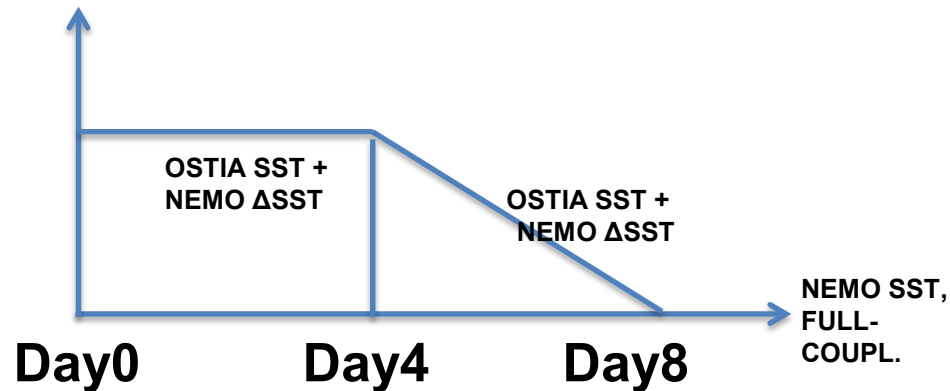 OSTIA SST +
NEMO ΔSST
OSTIA SST +
NEMO ΔSST
NEMO SST,
FULL-
COUPL.
Day0
Day4
Day8